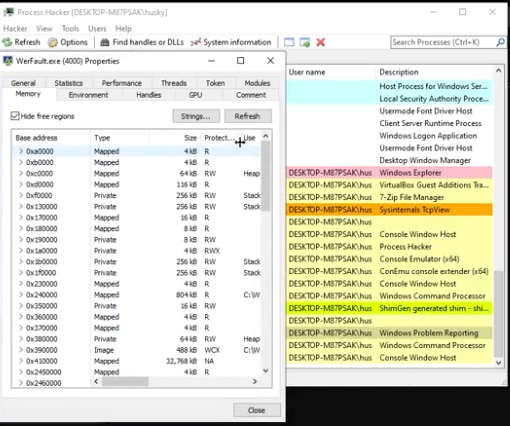 Process Hacker [DESKTOP-M87PSAK\husky]
Hacker View Tools Users Help
Refresh Options Find handles or DLLs System information Search Processes (Ctrl+K)
WerFault.exe (4000) Properties
General Statistics Performance Threads Token Modules
Memory Environment Handles GPU Comment
Hide free regions Strings... Refresh
Base address Type Size Protect... Use
0xa0000 Mapped 4 kB R
0xb0000 Mapped 4 kB R
0xc0000 Mapped 64 kB RW Heap
0xd0000 Mapped 116 kB R
0xf0000 Private 256 kB RW Stack
0x130000 Private 256 kB RW Stack
0x170000 Mapped 16 kB R
0x180000 Mapped 8 kB R
0x190000 Private 8 kB RW
0x1a0000 Private 4 kB RWX
0x1b0000 Private 256 kB RW Stack
0x1f0000 Private 256 kB RW Stack
0x230000 Mapped 4 kB R
0x240000 Mapped 804 kB R C:\W
0x350000 Private 16 kB RW
0x360000 Mapped 4 kB R
0x370000 Mapped 4 kB R
0x380000 Private 64 kB RW Heap
0x390000 Image 488 kB WCX C:\W
0x410000 Mapped 32,768 kB NA
0x2450000 Mapped 4 kB R
0x2460000 Mapped 4 kB R
Close
User name Description
Host Process for Windows Ser...
Local Security Authority Proce...
Usermode Font Driver Host
Client Server Runtime Process
Windows Logon Application
Usermode Font Driver Host
Desktop Window Manager
DESKTOP-M87PSAK\hus Windows Explorer
DESKTOP-M87PSAK\hus VirtualBox Guest Additions Tra...
DESKTOP-M87PSAK\hus 7-Zip File Manager
DESKTOP-M87PSAK\hus Sysinternals TcpView
DESKTOP-M87PSAK\hus
DESKTOP-M87PSAK\hus Console Window Host
DESKTOP-M87PSAK\hus Process Hacker
DESKTOP-M87PSAK\hus Console Emulator (x64)
DESKTOP-M87PSAK\hus ConEmu console extender (x64)
DESKTOP-M87PSAK\hus Console Window Host
DESKTOP-M87PSAK\hus Windows Command Processor
DESKTOP-M87PSAK\hus ShimGen generated shim - shi...
DESKTOP-M87PSAK\hus
DESKTOP-M87PSAK\hus Windows Problem Reporting
DESKTOP-M87PSAK\hus Windows Command Processor
DESKTOP-M87PSAK\hus Console Window Host